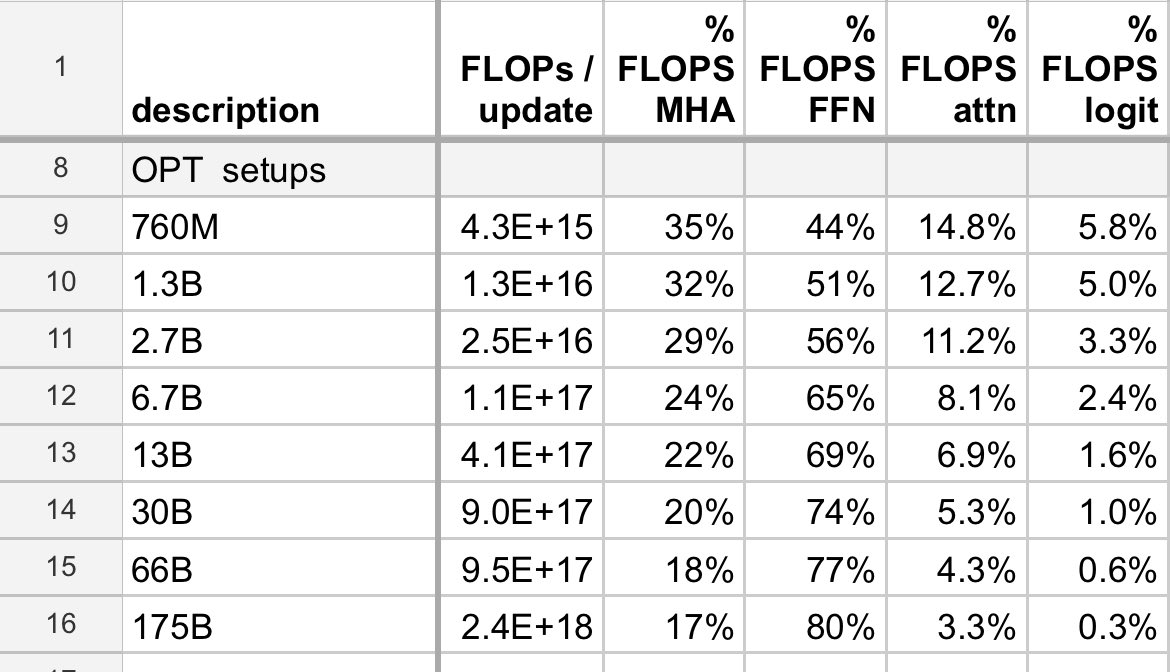 1 description FLOPs / update % FLOPS MHA % FLOPS FFN % FLOPS attn % FLOPS logit
8 OPT setups
9 760M 4.3E+15 35% 44% 14.8% 5.8%
10 1.3B 1.3E+16 32% 51% 12.7% 5.0%
11 2.7B 2.5E+16 29% 56% 11.2% 3.3%
12 6.7B 1.1E+17 24% 65% 8.1% 2.4%
13 13B 4.1E+17 22% 69% 6.9% 1.6%
14 30B 9.0E+17 20% 74% 5.3% 1.0%
15 66B 9.5E+17 18% 77% 4.3% 0.6%
16 175B 2.4E+18 17% 80% 3.3% 0.3%